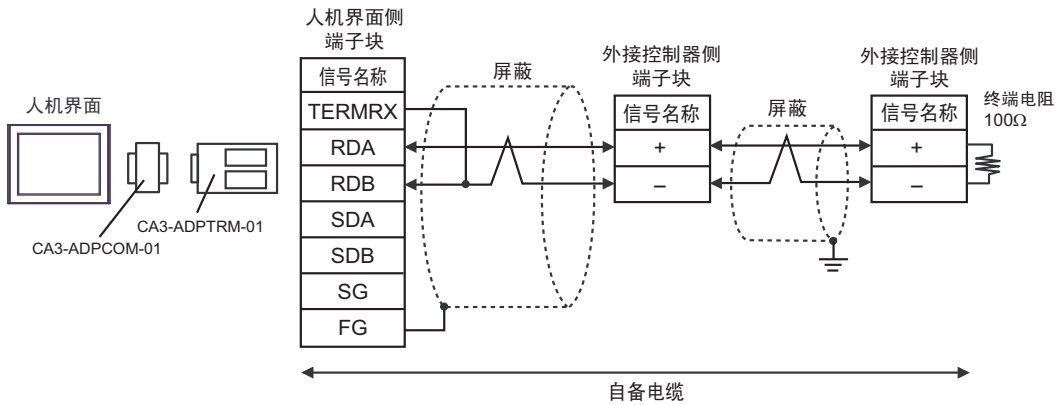 人机界面
CA3-ADPCOM-01
CA3-ADPTRM-01
人机界面侧
端子块
信号名称
TERMRX
RDA
RDB
SDA
SDB
SG
FG
屏蔽
外接控制器侧
端子块
信号名称
+
–
屏蔽
外接控制器侧
端子块
信号名称
+
–
终端电阻
100Ω
自备电缆